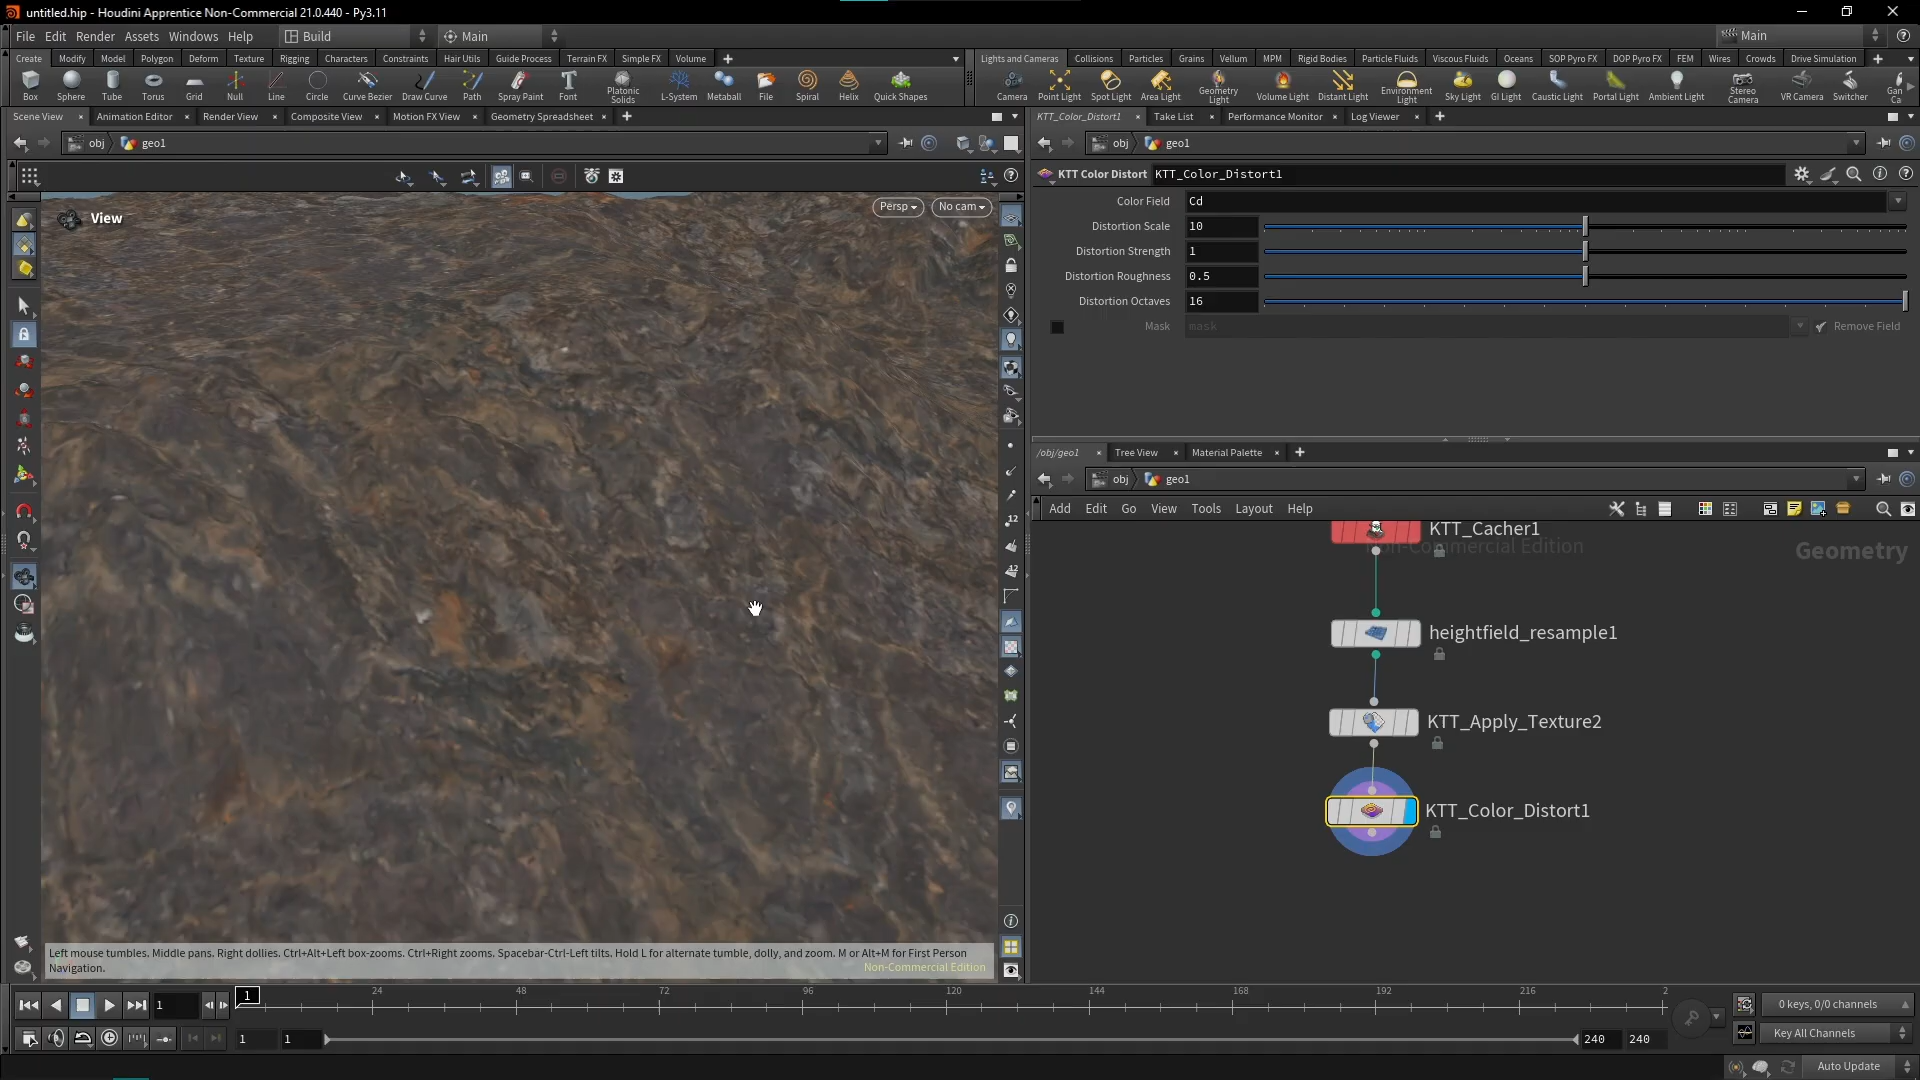 untitled.hip - Houdini Apprentice Non-Commercial 21.0.440 - Py3.11
File Edit Render Assets Windows Help Build Main Main
Create Modify Model Polygon Deform Texture Rigging Characters Constraints Hair Utils Guide Process Terrain FX Simple FX Volume
Lights and Cameras Collisions Particles Grains Vellum MPM Rigid Bodies Particle Fluids Viscous Fluids Oceans SOP Pyro FX DOP Pyro FX FEM Wires Crowds Drive Simulation
Box Sphere Tube Torus Grid Null Line Circle Curve Bezier Draw Curve Path Spray Paint Font Platonic Solids L-System Metaball File Spiral Helix Quick Shapes
Camera Point Light Spot Light Area Light Geometry Light Volume Light Distant Light Environment Light Sky Light GI Light Caustic Light Portal Light Ambient Light Stereo Camera VR Camera Switcher Gan Ca
Scene View Animation Editor Render View Composite View Motion FX View Geometry Spreadsheet
KTT_Color_Distort1 Take List Performance Monitor Log Viewer
obj geo1
obj geo1
KTT Color Distort KTT_Color_Distort1
View Persp No cam
Color Field Cd
Distortion Scale 10
Distortion Strength 1
Distortion Roughness 0.5
Distortion Octaves 16
Mask mask Remove Field
/obj/geo1 Tree View Material Palette
obj geo1
Add Edit Go View Tools Layout Help
12
12
KTT_Cacher1
Non-Commercial Edition
Geometry
heightfield_resample1
KTT_Apply_Texture2
KTT_Color_Distort1
Left mouse tumbles. Middle pans. Right dollies. Ctrl+Alt+Left box-zooms. Ctrl+Right zooms. Spacebar-Ctrl-Left tilts. Hold L for alternate tumble, dolly, and zoom. M or Alt+M for First Person
Navigation.
Non-Commercial Edition
1 1 24 48 72 96 120 144 168 192 216 2
0 keys, 0/0 channels
1 1 240 240
Key All Channels
Auto Update